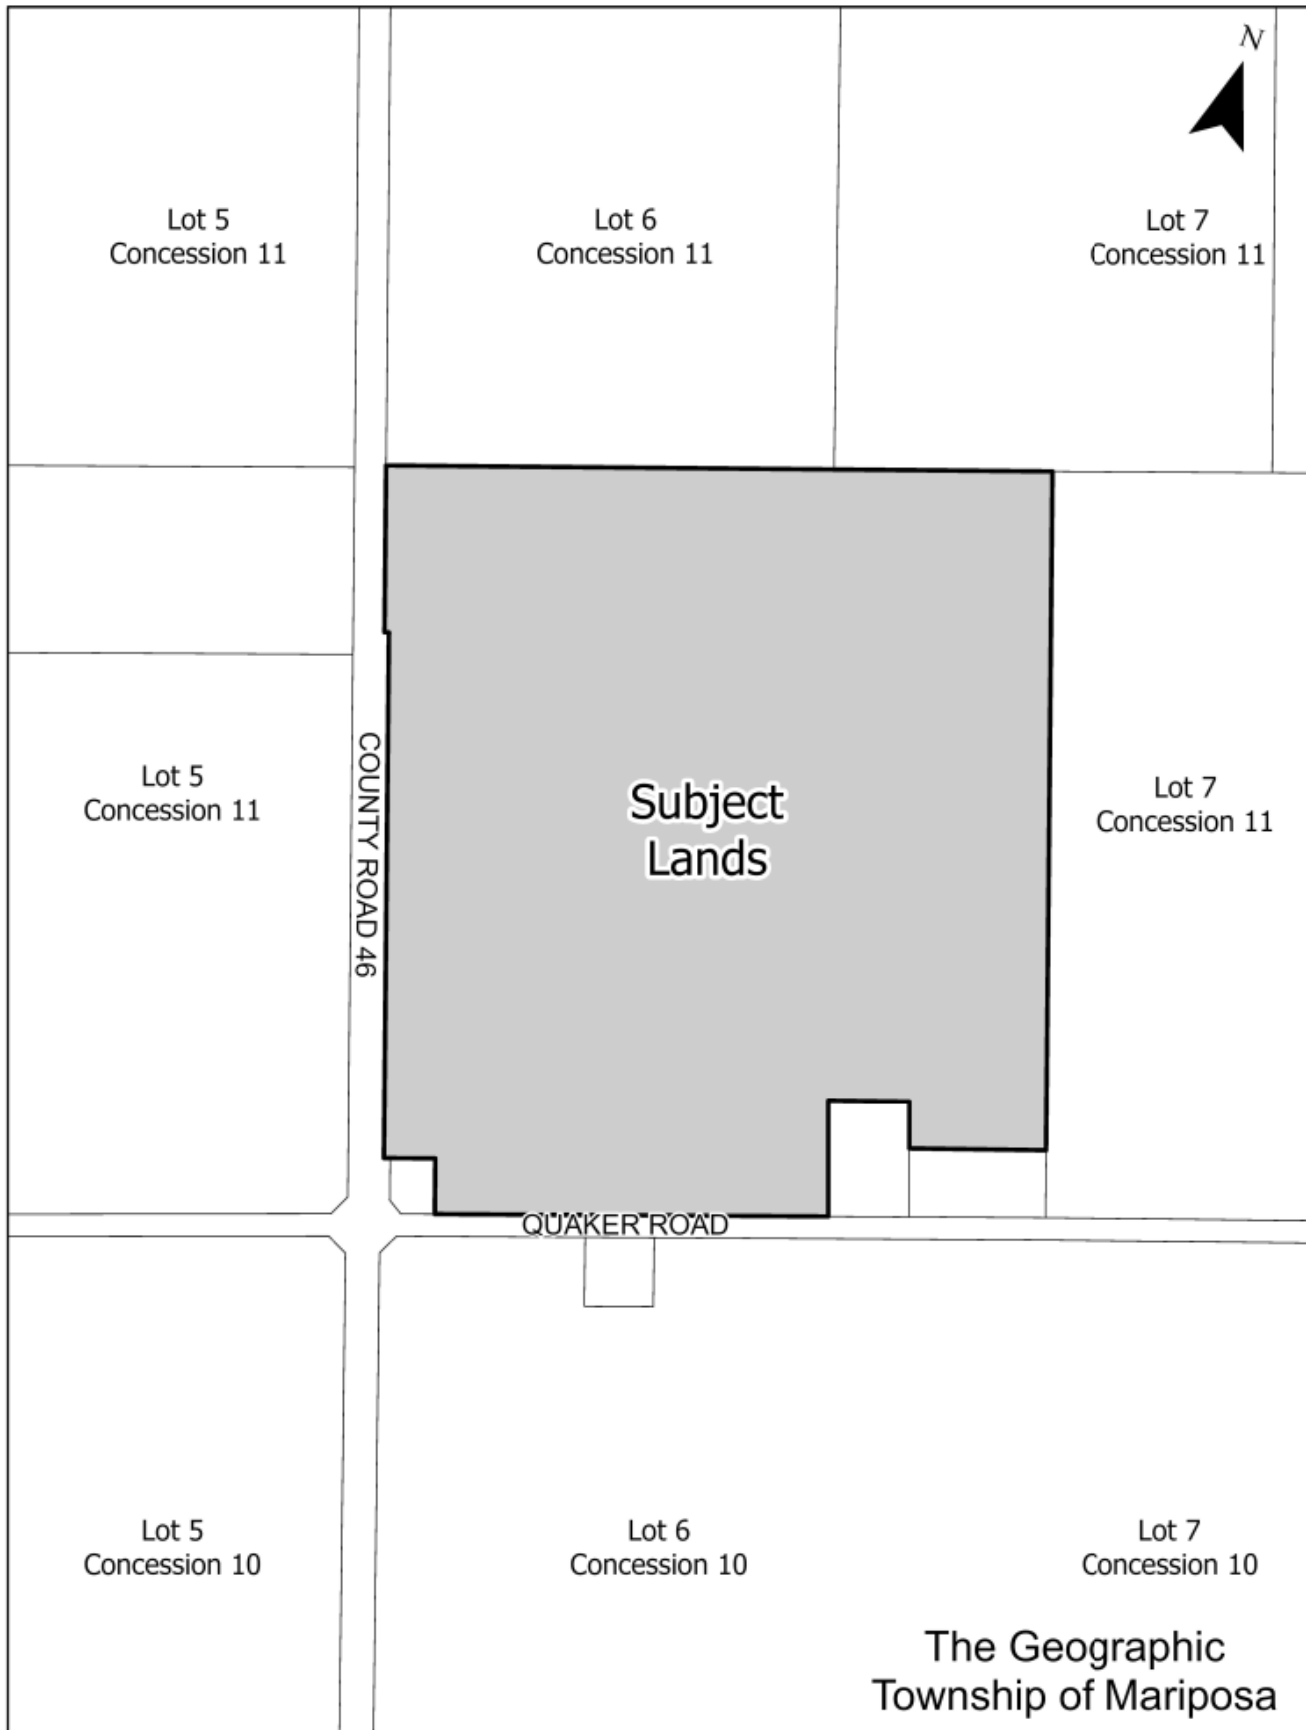 N
Lot 5
Concession 11
Lot 6
Concession 11
Lot 7
Concession 11
COUNTY ROAD 46
Lot 5
Concession 11
Subject
Lands
Lot 7
Concession 11
QUAKER ROAD
Lot 5
Concession 10
Lot 6
Concession 10
Lot 7
Concession 10
The Geographic
Township of Mariposa